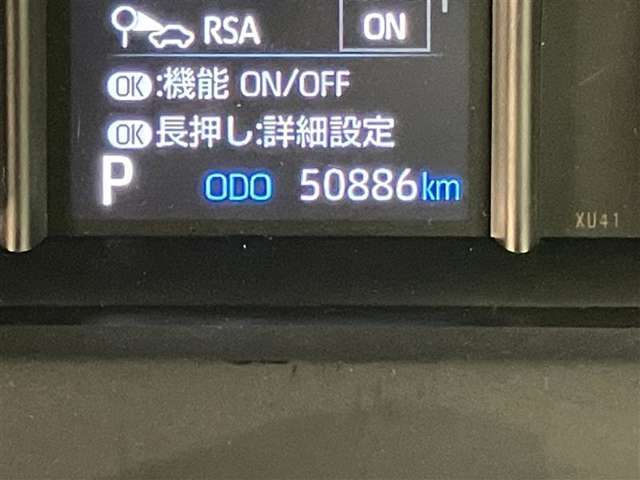 RSA ON
OK:機能 ON/OFF
OK長押し:詳細設定
P ODO 50886km
XU41